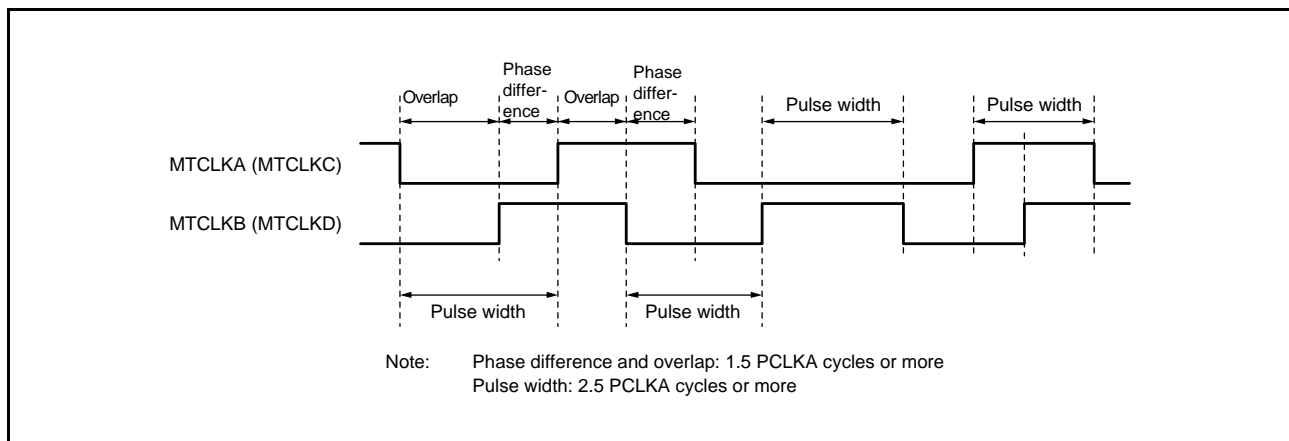 Overlap
Phase
differ-
ence
Overlap
Phase
differ-
ence
Pulse width
Pulse width
MTCLKA (MTCLKC)
MTCLKB (MTCLKD)
Pulse width
Pulse width
Note: Phase difference and overlap: 1.5 PCLKA cycles or more
Pulse width: 2.5 PCLKA cycles or more